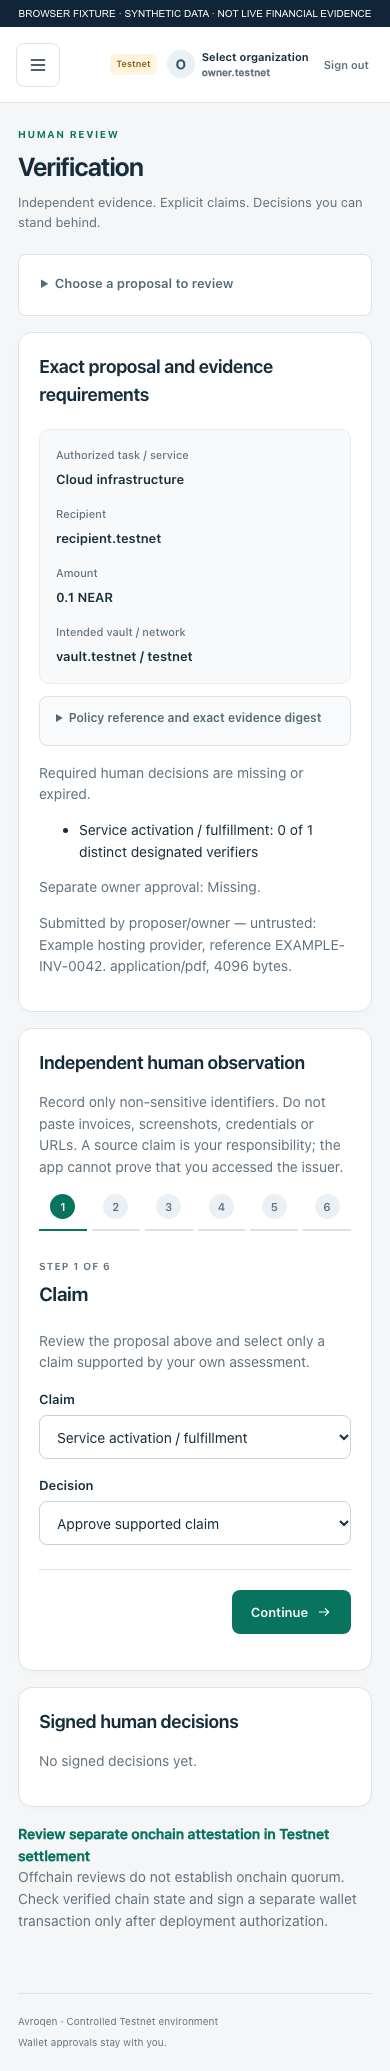 BROWSER FIXTURE · SYNTHETIC DATA · NOT LIVE FINANCIAL EVIDENCE
Testnet
O
Select organization
owner.testnet
Sign out
HUMAN REVIEW
Verification
Independent evidence. Explicit claims. Decisions you can
stand behind.
Choose a proposal to review
Exact proposal and evidence
requirements
Authorized task / service
Cloud infrastructure
Recipient
recipient.testnet
Amount
0.1 NEAR
Intended vault / network
vault.testnet / testnet
Policy reference and exact evidence digest
Required human decisions are missing or
expired.
• Service activation / fulfillment: 0 of 1
distinct designated verifiers
Separate owner approval: Missing.
Submitted by proposer/owner — untrusted:
Example hosting provider, reference EXAMPLE-
INV-0042. application/pdf, 4096 bytes.
Independent human observation
Record only non-sensitive identifiers. Do not
paste invoices, screenshots, credentials or
URLs. A source claim is your responsibility; the
app cannot prove that you accessed the issuer.
1 2 3 4 5 6
STEP 1 OF 6
Claim
Review the proposal above and select only a
claim supported by your own assessment.
Claim
Service activation / fulfillment
Decision
Approve supported claim
Continue →
Signed human decisions
No signed decisions yet.
Review separate onchain attestation in Testnet
settlement
Offchain reviews do not establish onchain quorum.
Check verified chain state and sign a separate wallet
transaction only after deployment authorization.
Avroqen · Controlled Testnet environment
Wallet approvals stay with you.